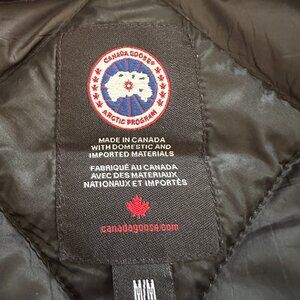 CANADA GOOSE
ARCTIC PROGRAM
MADE IN CANADA
WITH DOMESTIC AND
IMPORTED MATERIALS
FABRIQUÉ AU CANADA
AVEC DES MATERIAUX
NATIONAUX ET IMPORTÉS
canadagoose.com
M/M